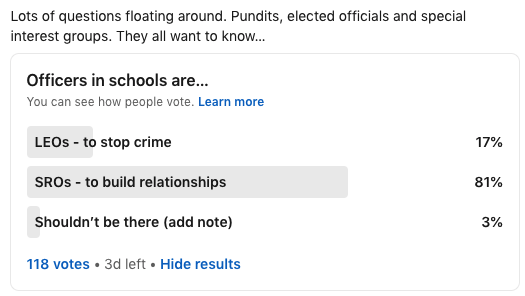 Lots of questions floating around. Pundits, elected officials and special
interest groups. They all want to know...
Officers in schools are...
You can see how people vote. Learn more
LEOs - to stop crime 17%
SROs - to build relationships 81%
Shouldn't be there (add note) 3%
118 votes • 3d left • Hide results